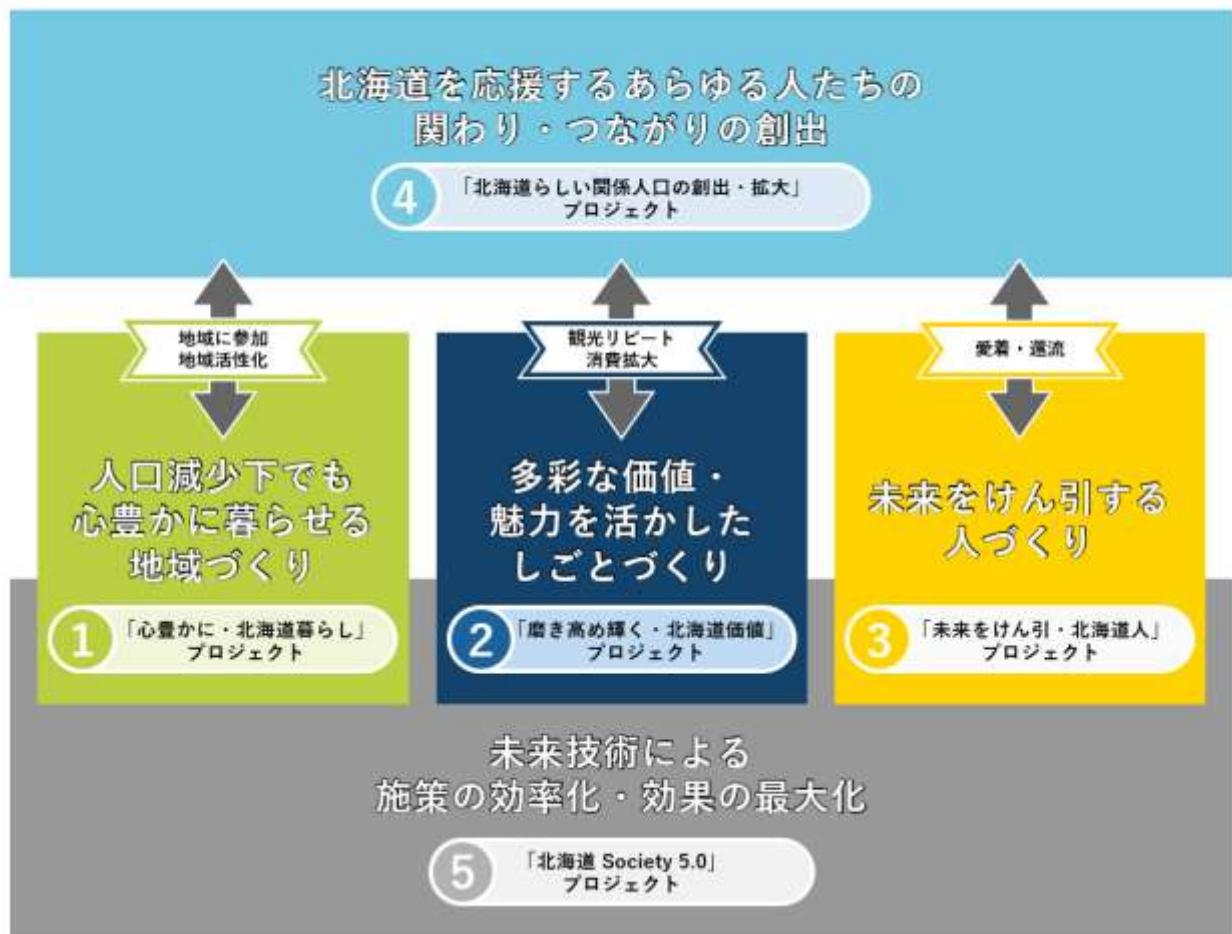 北海道を応援するあらゆる人たちの
関わり・つながりの創出
4
「北海道らしい関係人口の創出・拡大」
プロジェクト
地域に参加
地域活性化
観光リピート
消費拡大
愛着・還流
人口減少下でも
心豊かに暮らせる
地域づくり
1
「心豊かに・北海道暮らし」
プロジェクト
多彩な価値・
魅力を活かした
しごとづくり
2
「磨き高め輝く・北海道価値」
プロジェクト
未来をけん引する
人づくり
3
「未来をけん引・北海道人」
プロジェクト
未来技術による
施策の効率化・効果の最大化
5
「北海道 Society 5.0」
プロジェクト